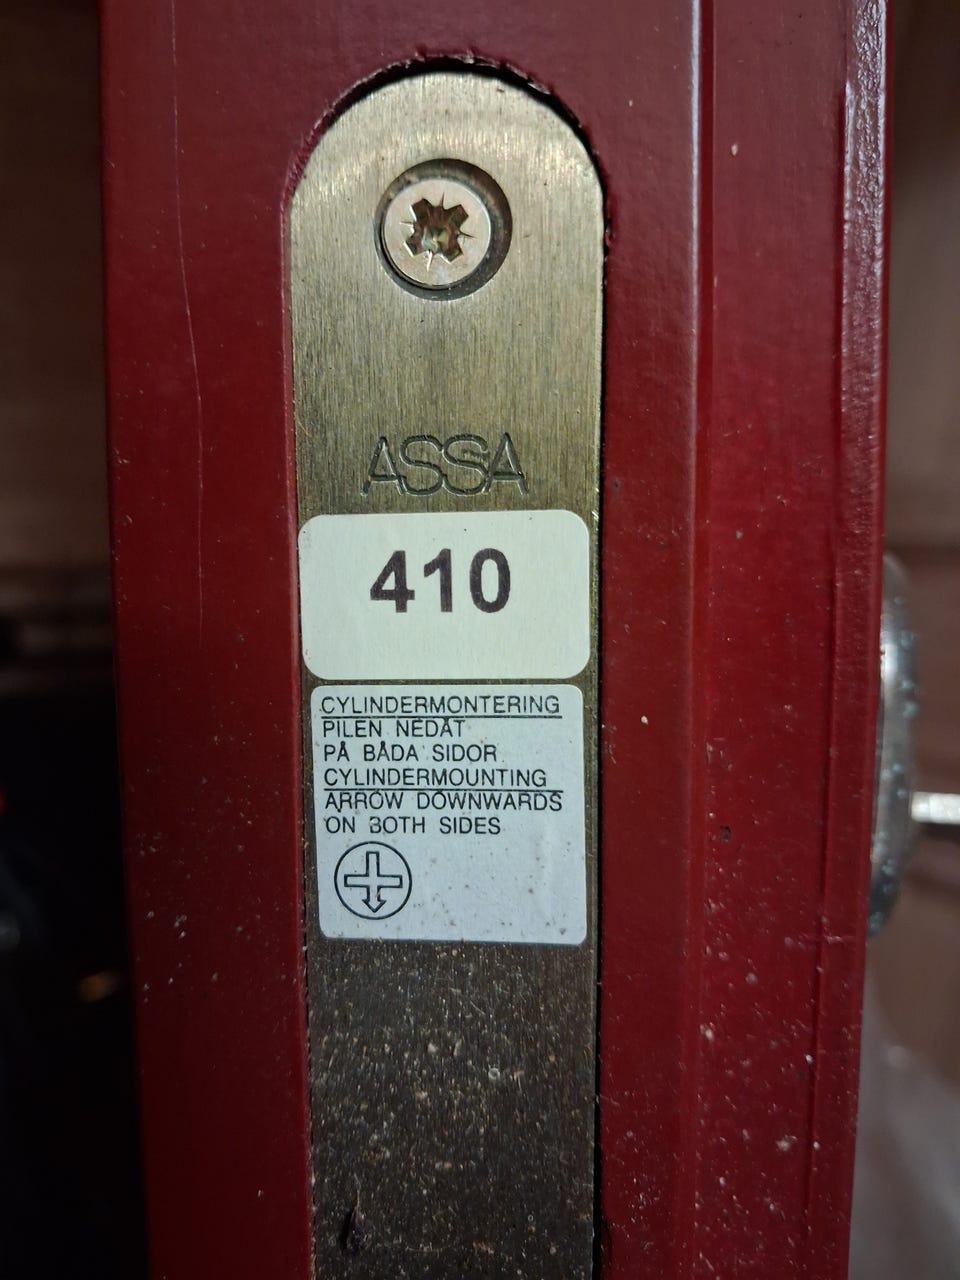 ASSA
410
CYLINDERMONTERING
PILEN NEDÅT
PÅ BÅDA SIDOR
CYLINDERMOUNTING
ARROW DOWNWARDS
ON BOTH SIDES